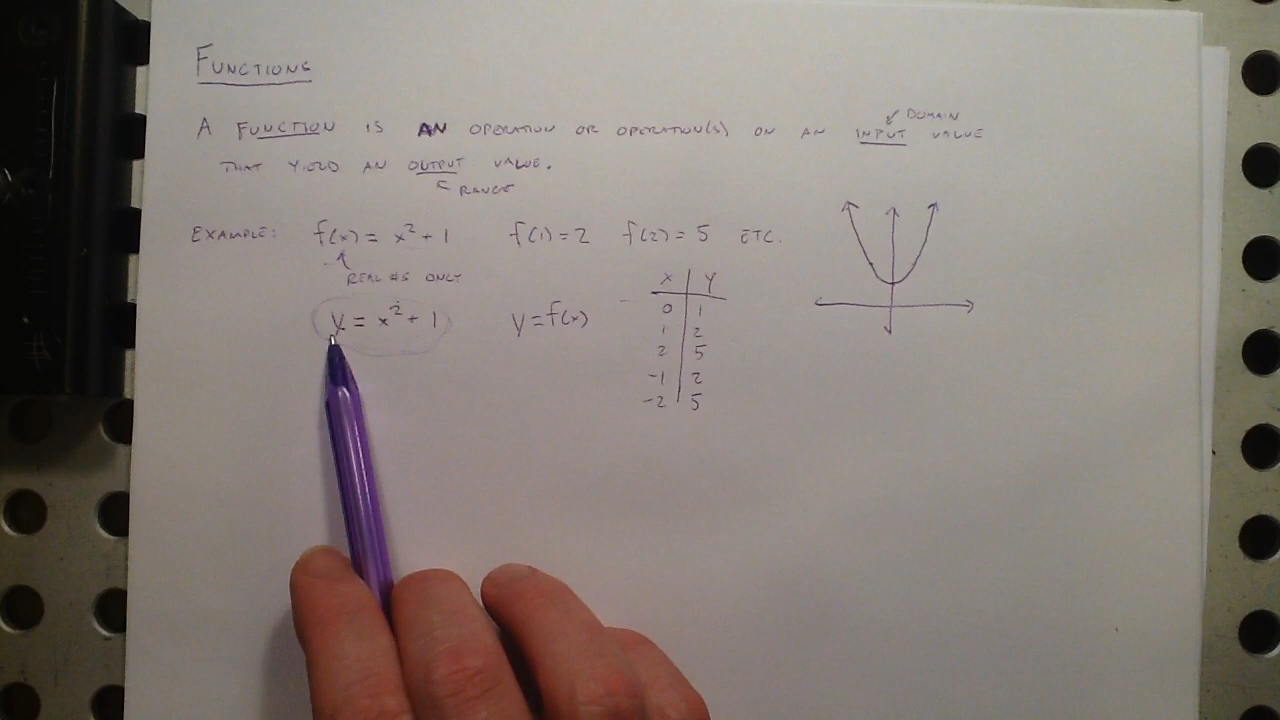 FUNCTIONS
DOMAIN
A FUNCTION IS AN OPERATION OR OPERATION(S) ON AN INPUT VALUE
THAT YIELD AN OUTPUT VALUE.
RANGE
EXAMPLE: f(x) = x² + 1 f(1) = 2 f(2) = 5 ETC.
REAL #S ONLY
y = x² + 1 y = f(x)
X Y
0 1
1 2
2 5
-1 2
-2 5